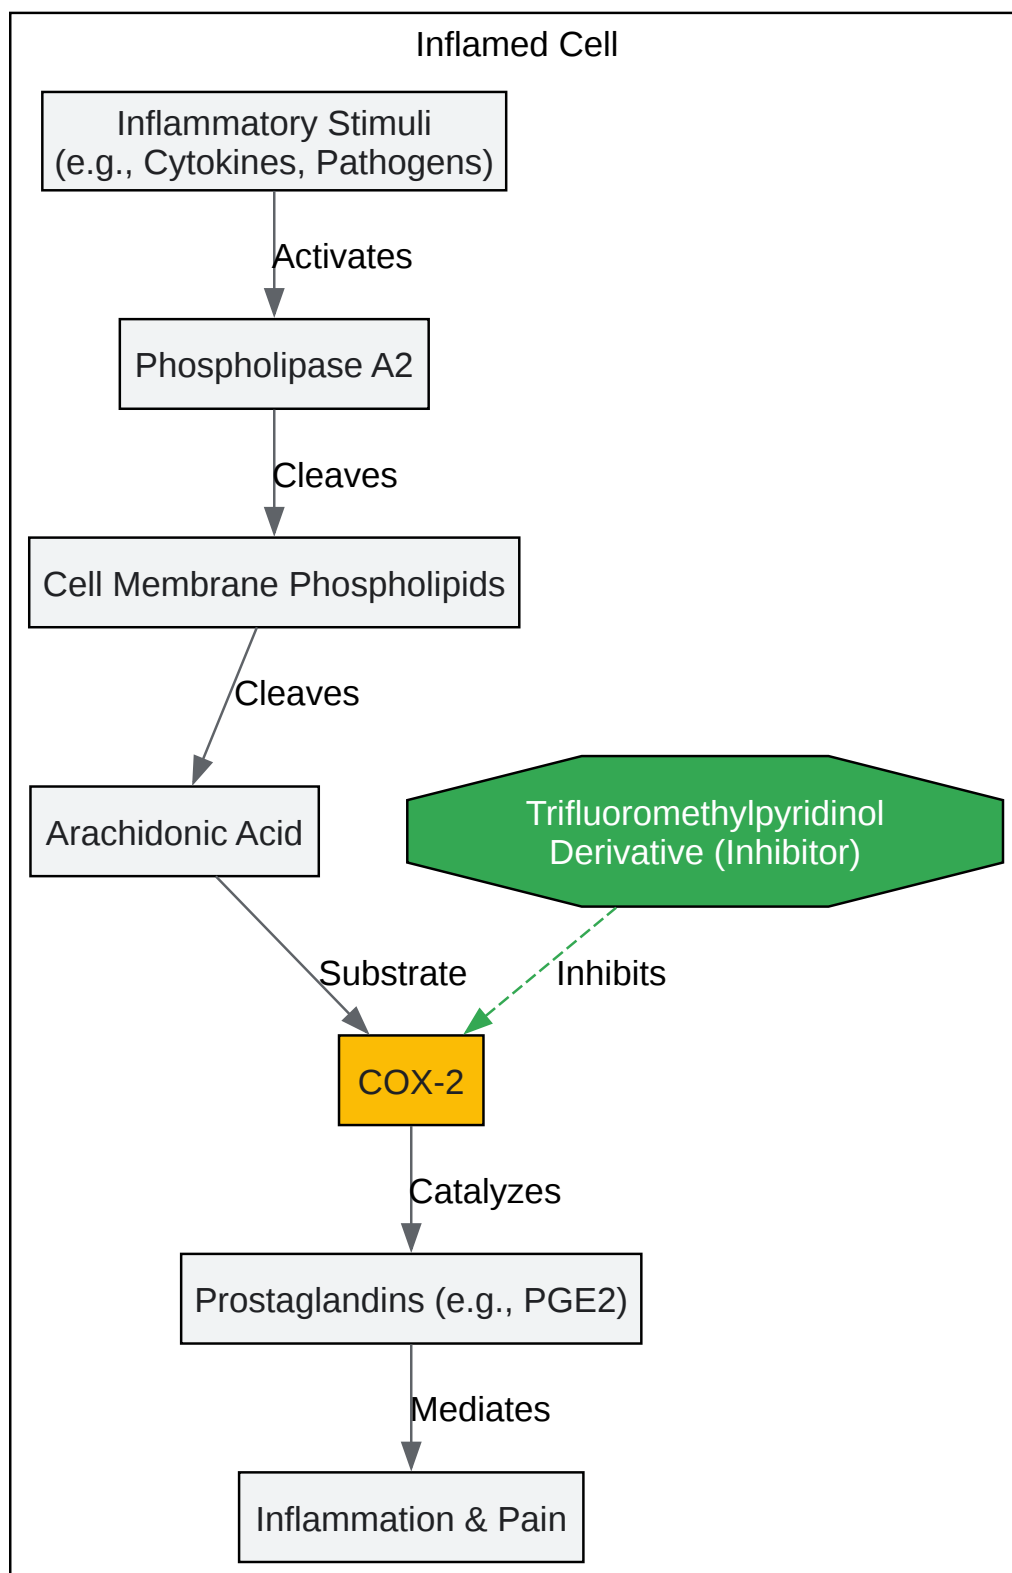 Inflamed Cell
Inflammatory Stimuli
(e.g., Cytokines, Pathogens)
Activates
Phospholipase A2
Cleaves
Cell Membrane Phospholipids
Cleaves
Arachidonic Acid
Trifluoromethylpyridinol
Derivative (Inhibitor)
Substrate
Inhibits
COX-2
Catalyzes
Prostaglandins (e.g., PGE2)
Mediates
Inflammation & Pain